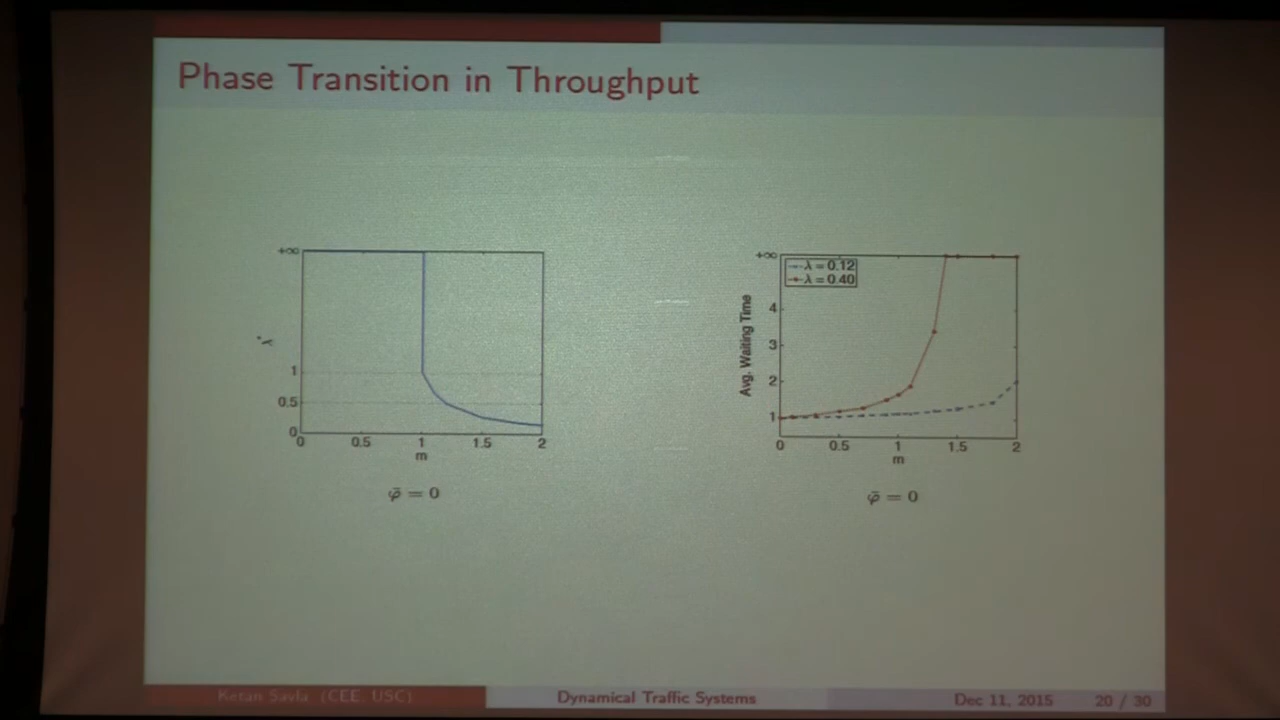 Phase Transition in Throughput
+∞
λ*
1
0.5
0
0 0.5 1 1.5 2
m
φ̄ = 0
+∞
λ = 0.12
λ = 0.40
Avg. Waiting Time
4
3
2
1
0 0.5 1 1.5 2
m
φ̄ = 0
Ketan Savla (CEE, USC) Dynamical Traffic Systems Dec 11, 2015 20 / 30